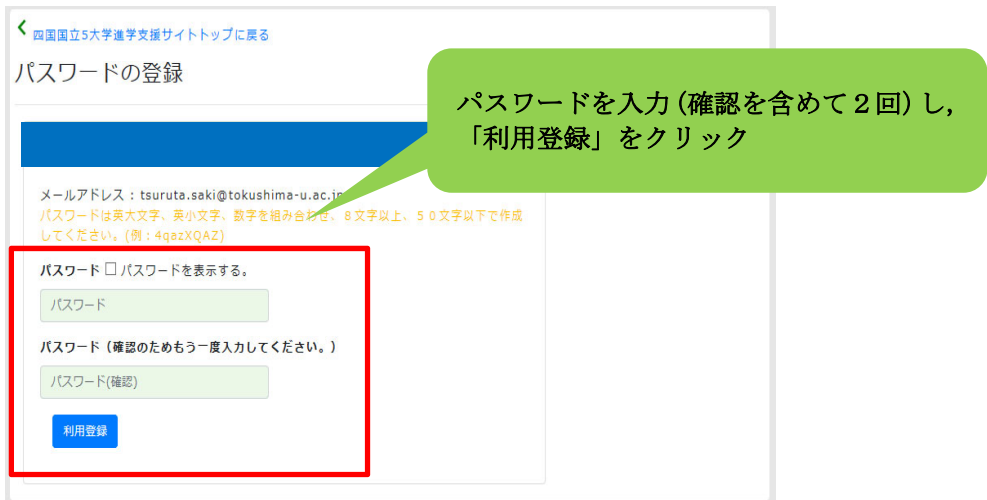 四国国立5大学進学支援サイトトップに戻る
パスワードの登録
パスワードを入力(確認を含めて２回)し,
「利用登録」をクリック
メールアドレス：tsuruta.saki@tokushima-u.ac.jp
パスワードは英大文字、英小文字、数字を組み合わせ、８文字以上、５０文字以下で作成
してください。(例：4qazXQAZ)
パスワード □ パスワードを表示する。
パスワード
パスワード（確認のためもう一度入力してください。）
パスワード(確認)
利用登録